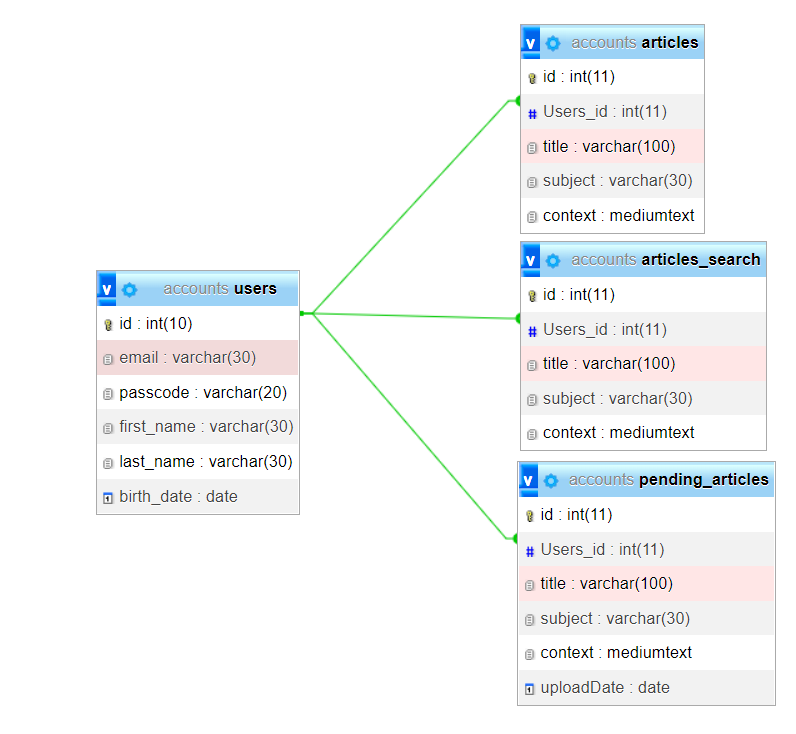 v accounts articles
id : int(11)
# Users_id : int(11)
title : varchar(100)
subject : varchar(30)
context : mediumtext
v accounts articles_search
id : int(11)
# Users_id : int(11)
title : varchar(100)
subject : varchar(30)
context : mediumtext
v accounts users
id : int(10)
email : varchar(30)
passcode : varchar(20)
first_name : varchar(30)
last_name : varchar(30)
1 birth_date : date
v accounts pending_articles
id : int(11)
# Users_id : int(11)
title : varchar(100)
subject : varchar(30)
context : mediumtext
1 uploadDate : date